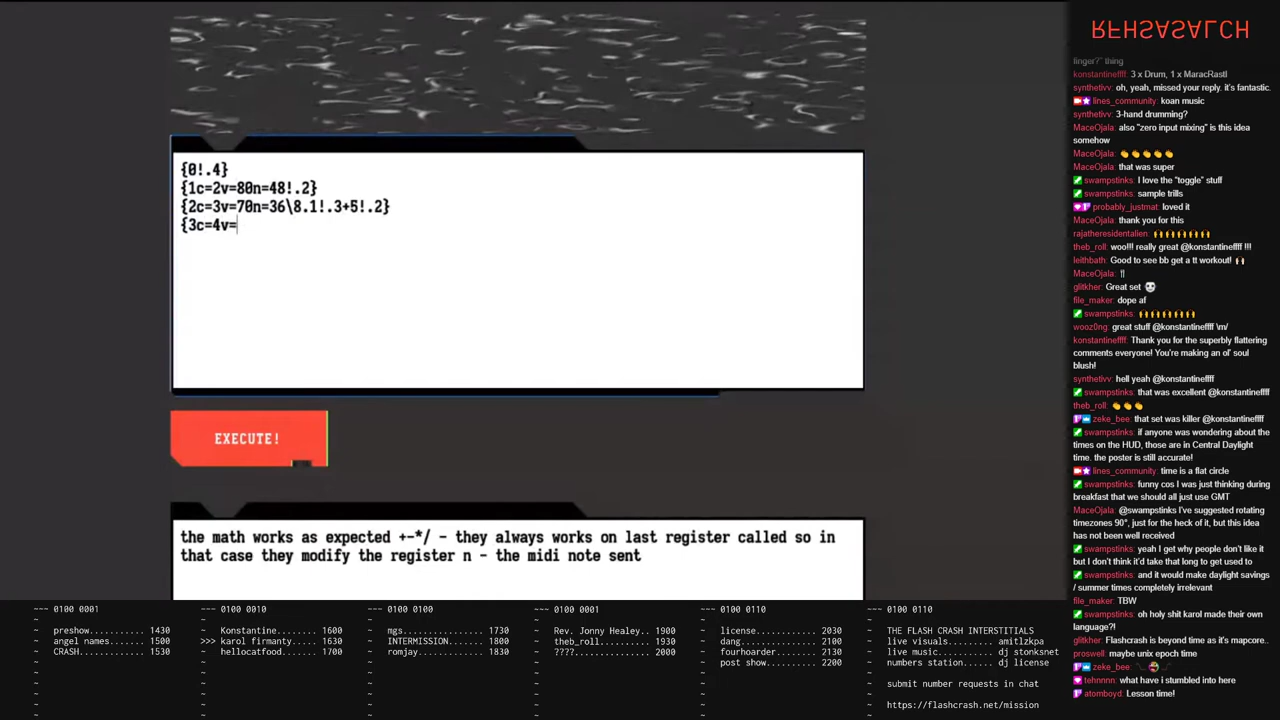 {0!.4}
{1c=2v=80n=48!.2}
{2c=3v=70n=36\8.1!.3+5!.2}
{3c=4v=
EXECUTE!
the math works as expected +-*/ - they always works on last register called so in
that case they modify the register n - the midi note sent
RFHSASALCH
linger?" thing
konstantineffff: 3 x Drum, 1 x MaracRastl
synthetivv: oh, yeah, missed your reply. it's fantastic.
lines_community: koan music
synthetivv: 3-hand drumming?
MaceOjala: also "zero input mixing" is this idea
somehow
MaceOjala: 👏👏👏👏👏
MaceOjala: that was super
swampstinks: I love the "toggle" stuff
swampstinks: sample trills
probably_justmat: loved it
MaceOjala: thank you for this
rajatheresidentalien: 🙌🙌🙌🙌🙌🙌
theb_roll: woo!!! really great @konstantineffff !!!
leithbath: Good to see bb get a tt workout! 🙌
MaceOjala: 🍴
glitkher: Great set 💀
file_maker: dope af
swampstinks: 🙌🙌🙌🙌🙌🙌
wooz0ng: great stuff @konstantineffff \m/
konstantineffff: Thank you for the superbly flattering
comments everyone! You're making an ol' soul
blush!
synthetivv: hell yeah @konstantineffff
swampstinks: that was excellent @konstantineffff
theb_roll: 👏👏👏
zeke_bee: that set was killer @konstantineffff
swampstinks: if anyone was wondering about the
times on the HUD, those are in Central Daylight
time. the poster is still accurate!
lines_community: time is a flat circle
swampstinks: funny cos I was just thinking during
breakfast that we should all just use GMT
MaceOjala: @swampstinks I've suggested rotating
timezones 90°, just for the heck of it, but this idea
has not been well received
swampstinks: yeah I get why people don't like it
but I don't think it'd take that long to get used to
swampstinks: and it would make daylight savings
/ summer times completely irrelevant
file_maker: TBW
swampstinks: oh holy shit karol made their own
language?!
glitkher: Flashcrash is beyond time as it's mapcore..
proswell: maybe unix epoch time
zeke_bee:
tehnnnn: what have i stumbled into here
atomboyd: Lesson time!
~~~ 0100 0001
preshow.......... 1430
angel names...... 1500
CRASH............ 1530
~~~ 0100 0010
Konstantine....... 1600
>>> karol firmanty.... 1630
hellocatfood...... 1700
~~~ 0100 0100
mgs............... 1730
INTERMISSION...... 1800
romjay............ 1830
~~~ 0100 0001
Rev. Jonny Healey.. 1900
theb_roll.......... 1930
????............... 2000
~~~ 0100 0110
license........... 2030
dang.............. 2100
fourhoarder....... 2130
post show......... 2200
~~~ 0100 0110
THE FLASH CRASH INTERSTITIALS
live visuals..... amitlzkpa
live music..... dj stonksnet
numbers station... dj license
submit number requests in chat
https://flashcrash.net/mission